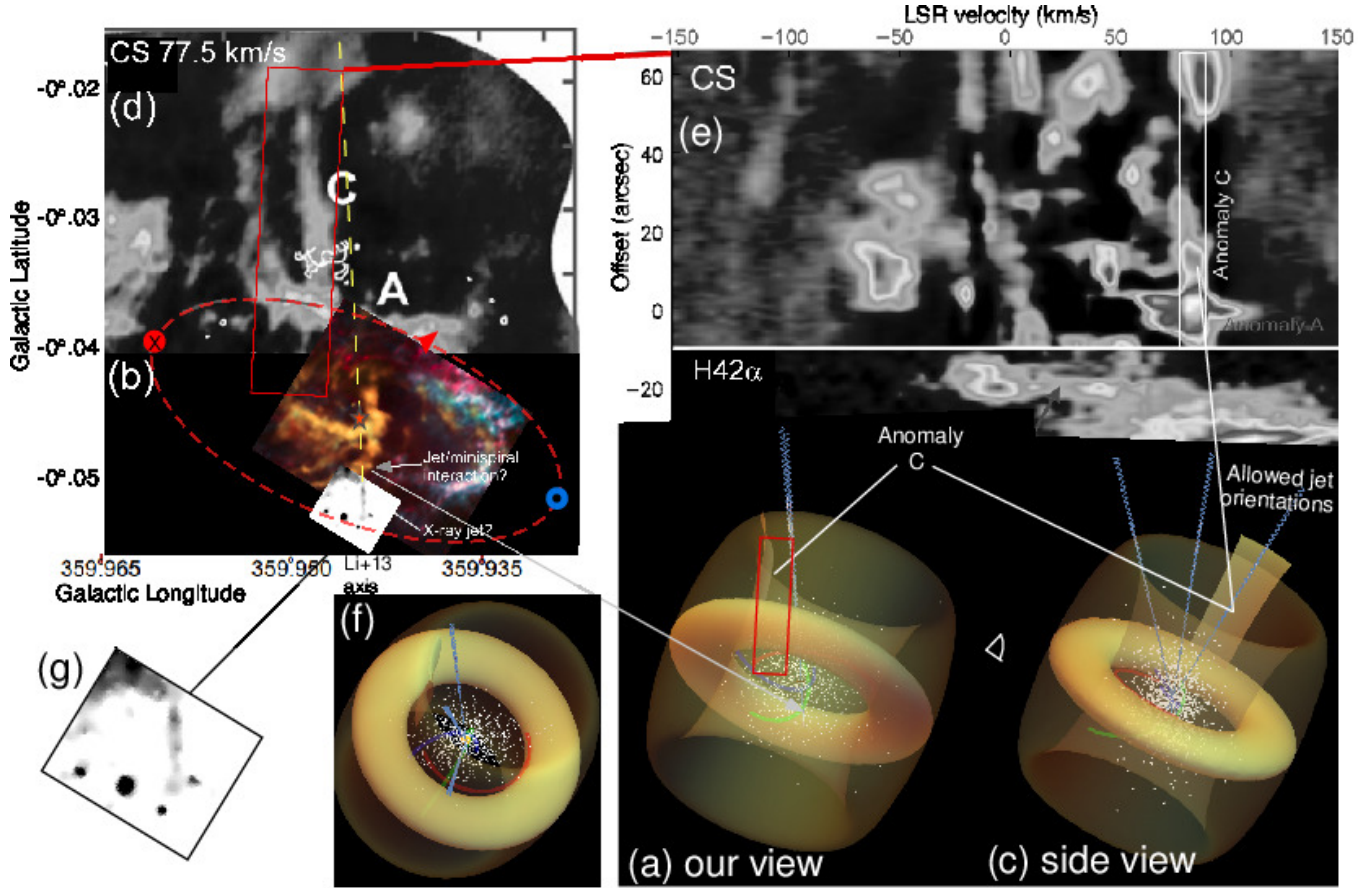 LSR velocity (km/s)
−150 −100 −50 0 50 100 150
CS 77.5 km/s
(d)
-0°.02
-0°.03
-0°.04
-0°.05
Galactic Latitude
C
A
(b)
X
Jet/minispiral
interaction?
X-ray jet?
359.965 359°.950 359.935
Li+13
axis
Galactic Longitude
CS
(e)
60
40
20
0
−20
Offset (arcsec)
Anomaly C
Anomaly A
H42α
Anomaly
C
Allowed jet
orientations
(f)
(g)
(a) our view
(c) side view